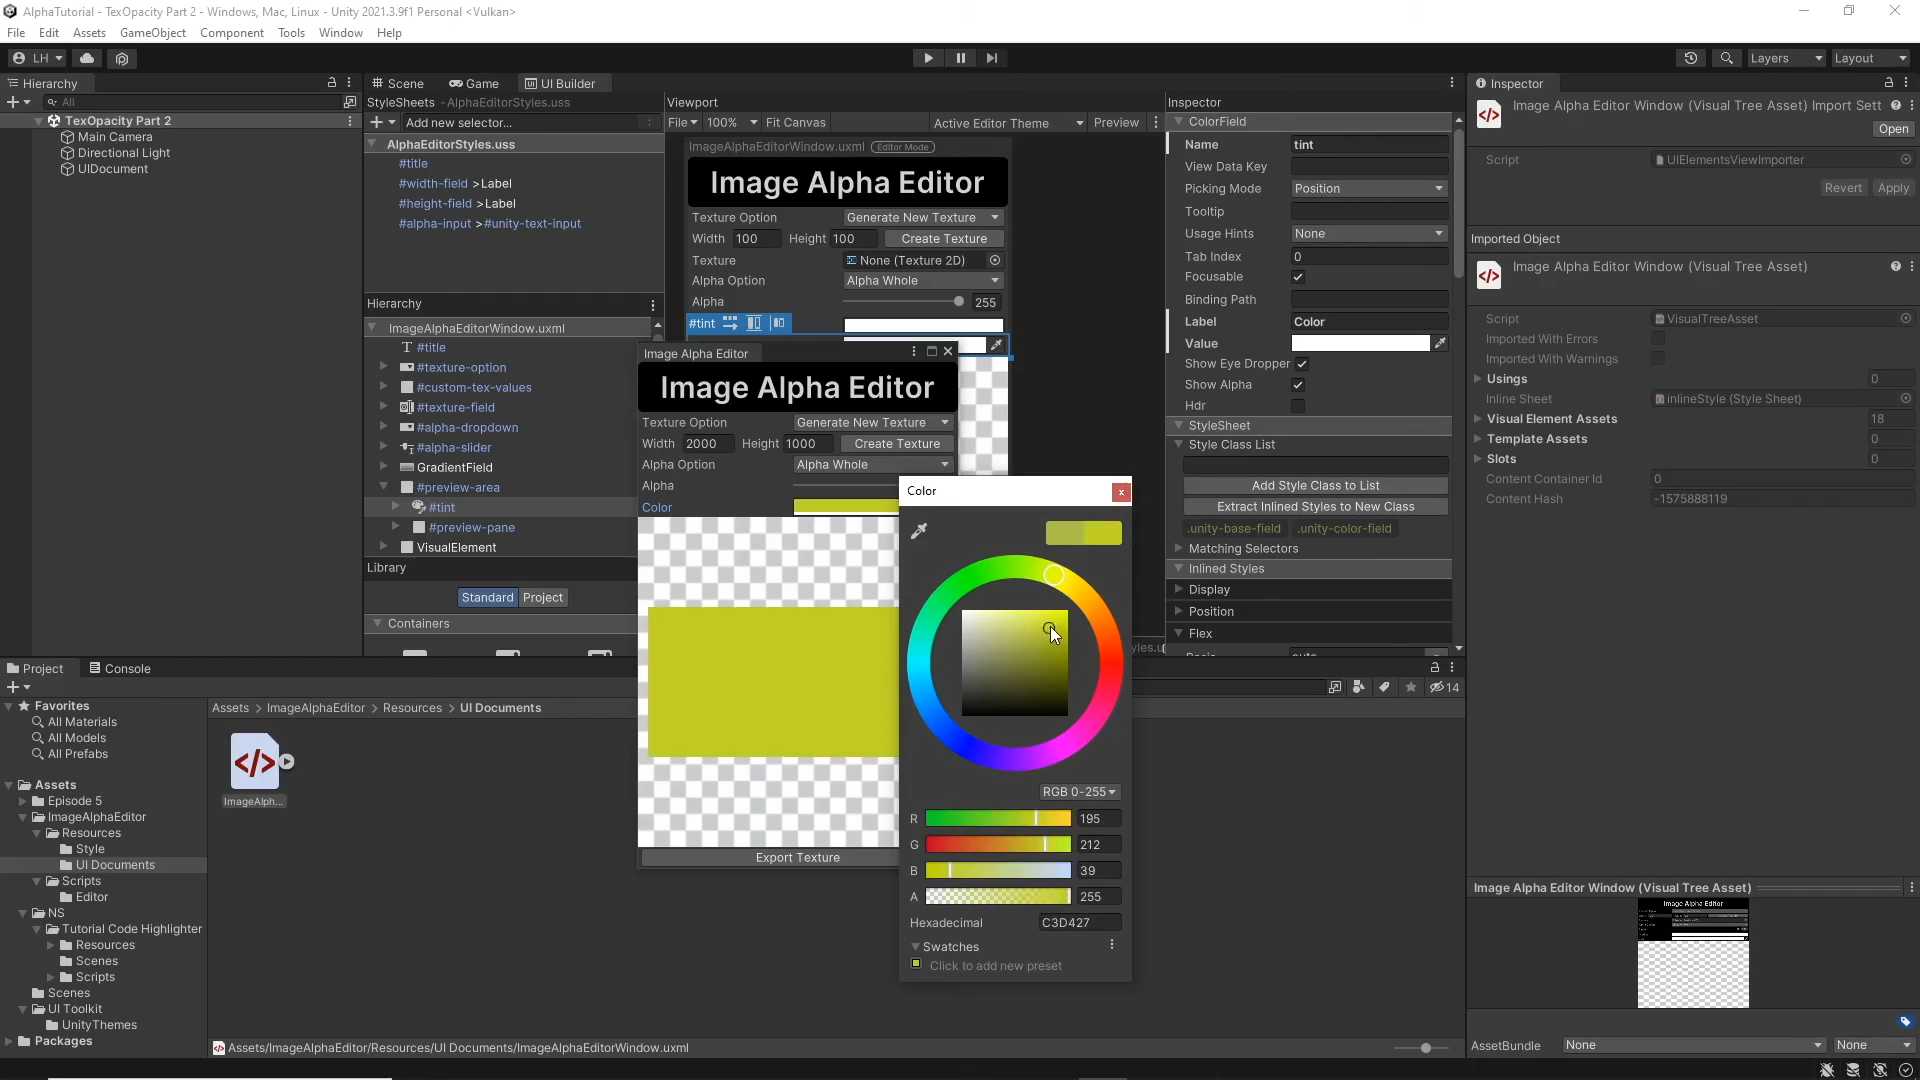 AlphaTutorial - TexOpacity Part 2 - Windows, Mac, Linux - Unity 2021.3.9f1 Personal <Vulkan>
File Edit Assets GameObject Component Tools Window Help
LH Layers Layout
Hierarchy
All
TexOpacity Part 2
Main Camera
Directional Light
UIDocument
Scene Game UI Builder
StyleSheets - AlphaEditorStyles.uss
Add new selector...
AlphaEditorStyles.uss
#title
#width-field >Label
#height-field >Label
#alpha-input >#unity-text-input
Hierarchy
ImageAlphaEditorWindow.uxml
#title
#texture-option
#custom-tex-values
#texture-field
#alpha-dropdown
#alpha-slider
GradientField
#preview-area
#tint
#preview-pane
VisualElement
Library
Standard Project
Containers
Viewport
File 100% Fit Canvas Active Editor Theme Preview
ImageAlphaEditorWindow.uxml Editor Mode
Image Alpha Editor
Texture Option Generate New Texture
Width 100 Height 100 Create Texture
Texture None (Texture 2D)
Alpha Option Alpha Whole
Alpha 255
#tint
Image Alpha Editor
Image Alpha Editor
Texture Option Generate New Texture
Width 2000 Height 1000 Create Texture
Alpha Option Alpha Whole
Alpha
Color
Export Texture
Color
x
RGB 0-255
R 195
G 212
B 39
A 255
Hexadecimal C3D427
Swatches
Click to add new preset
Inspector
ColorField
Name tint
View Data Key
Picking Mode Position
Tooltip
Usage Hints None
Tab Index 0
Focusable
Binding Path
Label Color
Value
Show Eye Dropper
Show Alpha
Hdr
StyleSheet
Style Class List
Add Style Class to List
Extract Inlined Styles to New Class
.unity-base-field .unity-color-field
Matching Selectors
Inlined Styles
Display
Position
Flex
Inspector
Image Alpha Editor Window (Visual Tree Asset) Import Sett
Open
Script UIElementsViewImporter
Revert Apply
Imported Object
Image Alpha Editor Window (Visual Tree Asset)
Script VisualTreeAsset
Imported With Errors
Imported With Warnings
Usings 0
Inline Sheet inlineStyle (Style Sheet)
Visual Element Assets 18
Template Assets 0
Slots 0
Content Container Id 0
Content Hash -1575888119
Image Alpha Editor Window (Visual Tree Asset)
Image Alpha Editor
AssetBundle None None
Project Console
14
Favorites
All Materials
All Models
All Prefabs
Assets
Episode 5
ImageAlphaEditor
Resources
Style
UI Documents
Scripts
Editor
NS
Tutorial Code Highlighter
Resources
Scenes
Scripts
Scenes
UI Toolkit
UnityThemes
Packages
Assets > ImageAlphaEditor > Resources > UI Documents
ImageAlph...
Assets/ImageAlphaEditor/Resources/UI Documents/ImageAlphaEditorWindow.uxml